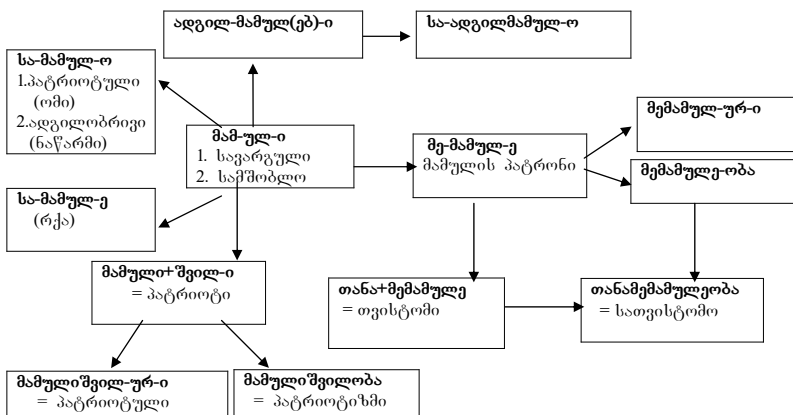 ადგილ-მამულ(ებ)-ი
სა-ადგილმამულ-ო
სა-მამულ-ო
1.პატრიოტული
(ომი)
2.ადგილობრივი
(ნაწარმი)
მამ-ულ-ი
1. სავარგული
2. სამშობლო
მე-მამულ-ე
მამულის პატრონი
მემამულ-ურ-ი
მემამულე-ობა
სა-მამულ-ე
(რქა)
მამული+შვილ-ი
= პატრიოტი
თანა+მემამულე
= თვისტომი
თანამემამულეობა
= სათვისტომო
მამულიშვილ-ურ-ი
= პატრიოტული
მამულიშვილობა
= პატრიოტიზმი